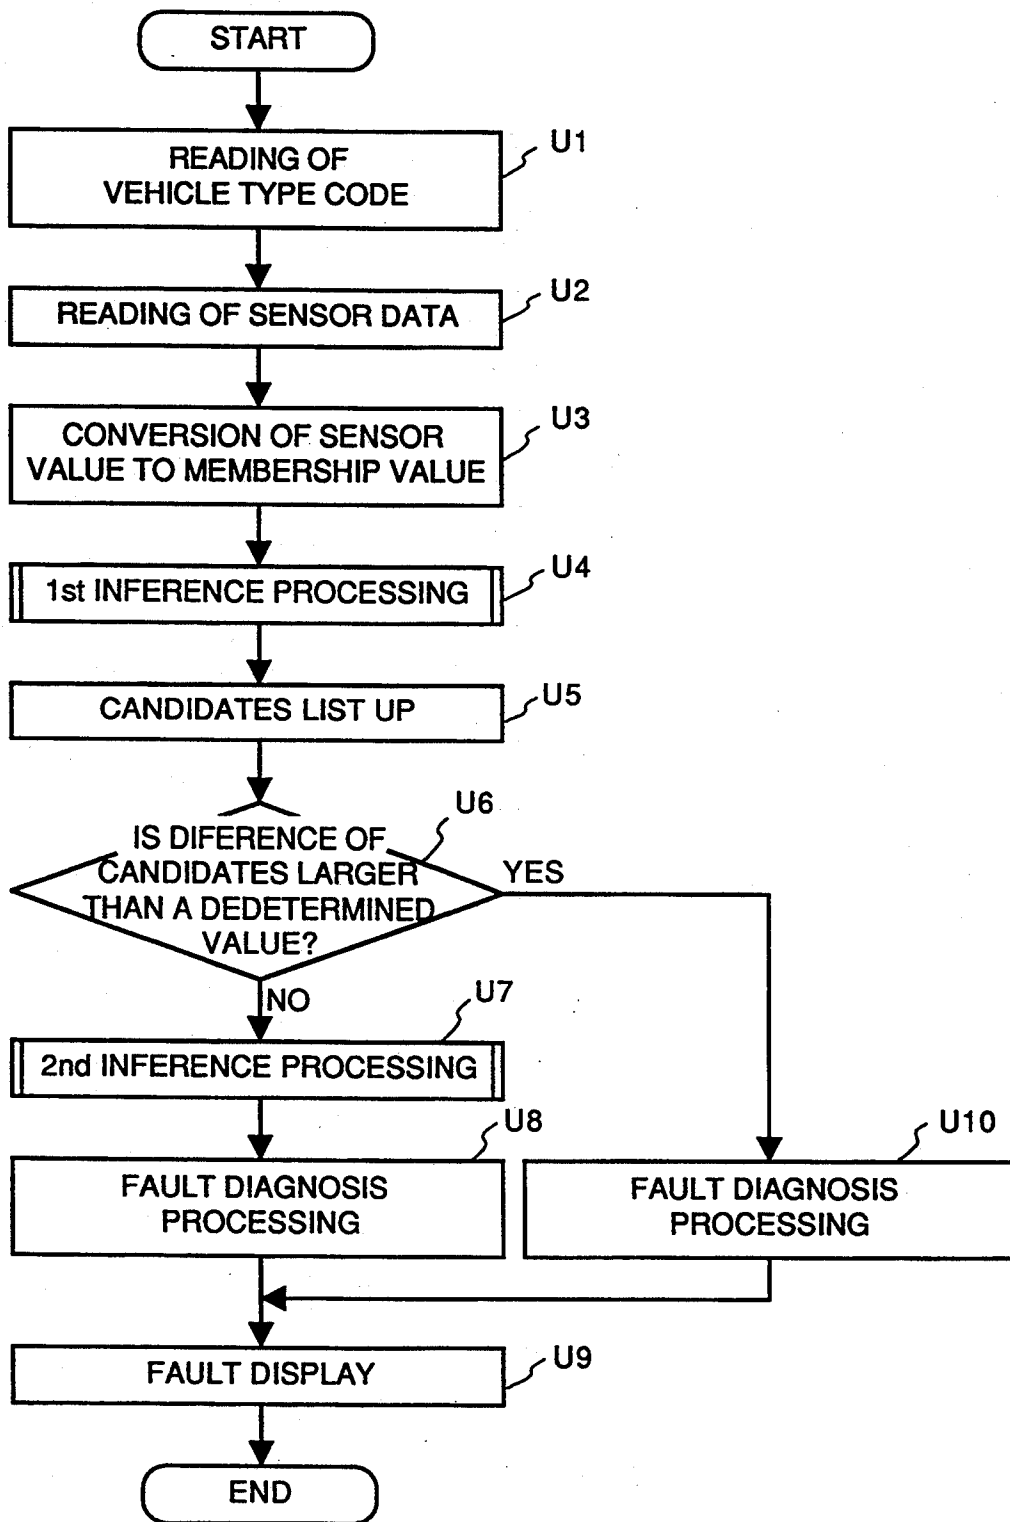 START
U1
READING OF
VEHICLE TYPE CODE
U2
READING OF SENSOR DATA
U3
CONVERSION OF SENSOR
VALUE TO MEMBERSHIP VALUE
U4
1st INFERENCE PROCESSING
U5
CANDIDATES LIST UP
U6
IS DIFERENCE OF
CANDIDATES LARGER
THAN A DEDETERMINED
VALUE?
YES
NO
U7
2nd INFERENCE PROCESSING
U8
FAULT DIAGNOSIS
PROCESSING
U10
FAULT DIAGNOSIS
PROCESSING
U9
FAULT DISPLAY
END